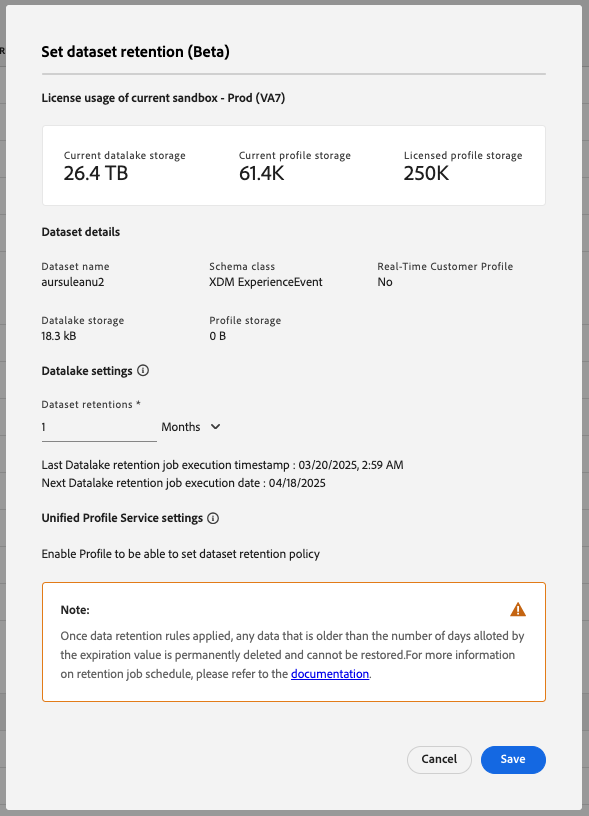 R
Set dataset retention (Beta)
License usage of current sandbox - Prod (VA7)
Current datalake storage Current profile storage Licensed profile storage
26.4 TB 61.4K 250K
Dataset details
Dataset name Schema class Real-Time Customer Profile
aursuleanu2 XDM ExperienceEvent No
Datalake storage Profile storage
18.3 kB 0 B
Datalake settings
Dataset retentions *
1 Months
Last Datalake retention job execution timestamp : 03/20/2025, 2:59 AM
Next Datalake retention job execution date : 04/18/2025
Unified Profile Service settings
Enable Profile to be able to set dataset retention policy
Note:
Once data retention rules applied, any data that is older than the number of days alloted by
the expiration value is permanently deleted and cannot be restored.For more information
on retention job schedule, please refer to the documentation.
Cancel Save